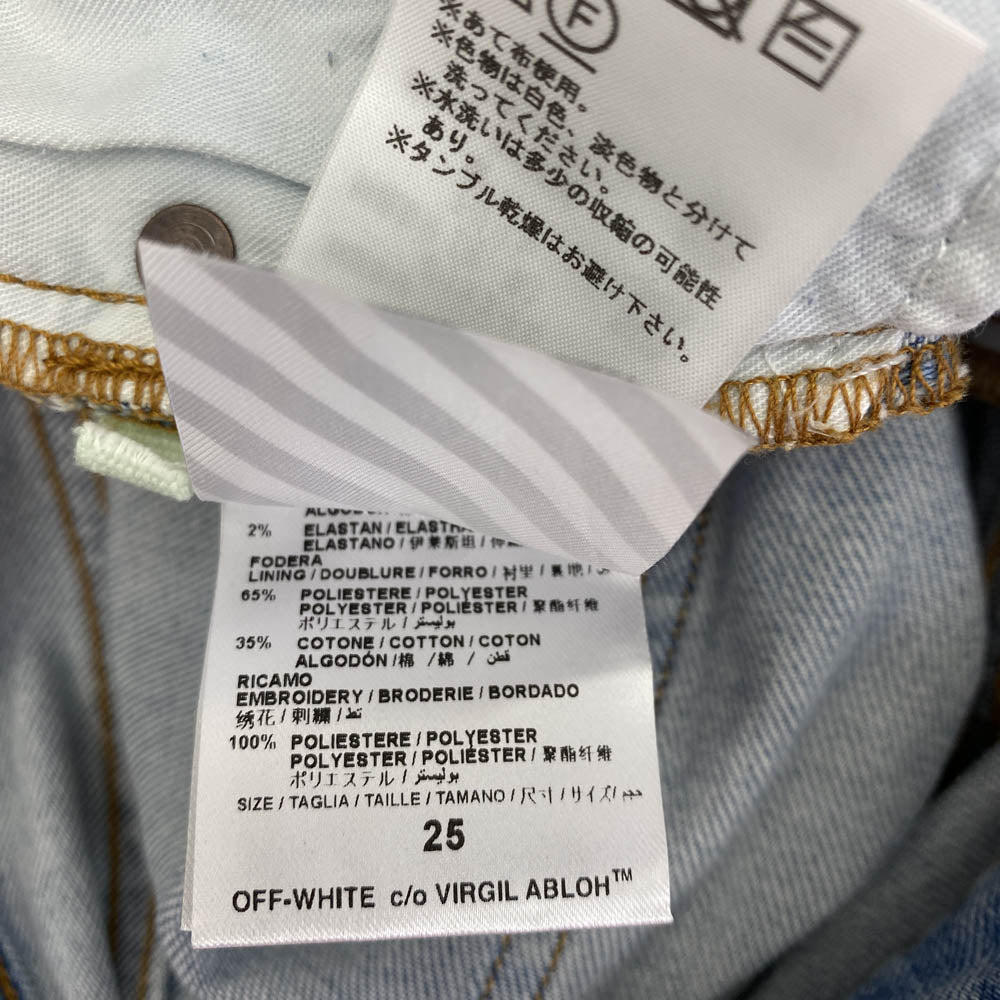 F
※あて布使用。
※色物は白色、淡色物と分けて
洗ってください。
※水洗いは多少の収縮の可能性
あり。
※タンブル乾燥はお避け下さい。
2% ELASTAN / ELASTRA
ELASTANO / 伊莱斯坦 /
FODERA
LINING / DOUBLURE / FORRO / 衬里 / 裏地 /
65% POLIESTERE / POLYESTER
POLYESTER / POLIÉSTER / 聚酯纤维
ポリエステル / بوليستر
35% COTONE / COTTON / COTON
ALGODÓN / 棉 / 綿 / قطن
RICAMO
EMBROIDERY / BRODERIE / BORDADO
绣花 / 刺繍 /
100% POLIESTERE / POLYESTER
POLYESTER / POLIÉSTER / 聚酯纤维
ポリエステル / بوليستر
SIZE / TAGLIA / TAILLE / TAMANO / 尺寸 / サイズ / حجم
25
OFF-WHITE c/o VIRGIL ABLOH™